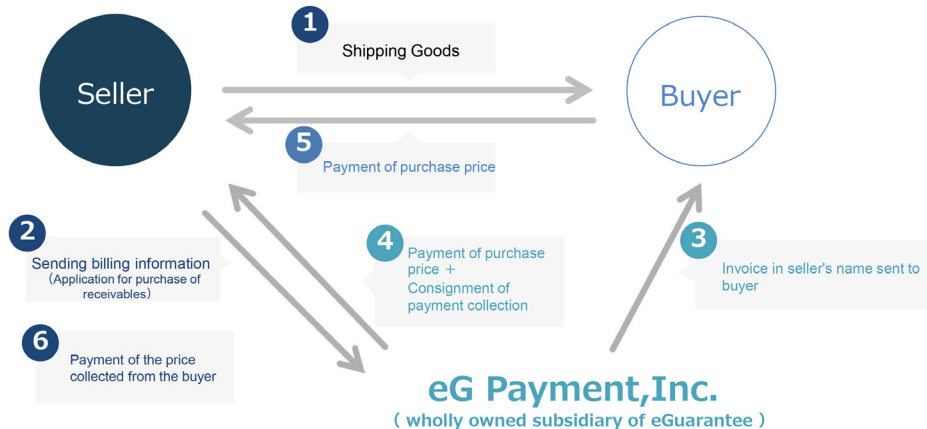 1
Shipping Goods
Seller
Buyer
5
Payment of purchase price
2
Sending billing information
(Application for purchase of
receivables)
4
Payment of purchase
price +
Consignment of
payment collection
3
Invoice in seller's name sent to
buyer
6
Payment of the price
collected from the buyer
eG Payment,Inc.
( wholly owned subsidiary of eGuarantee )